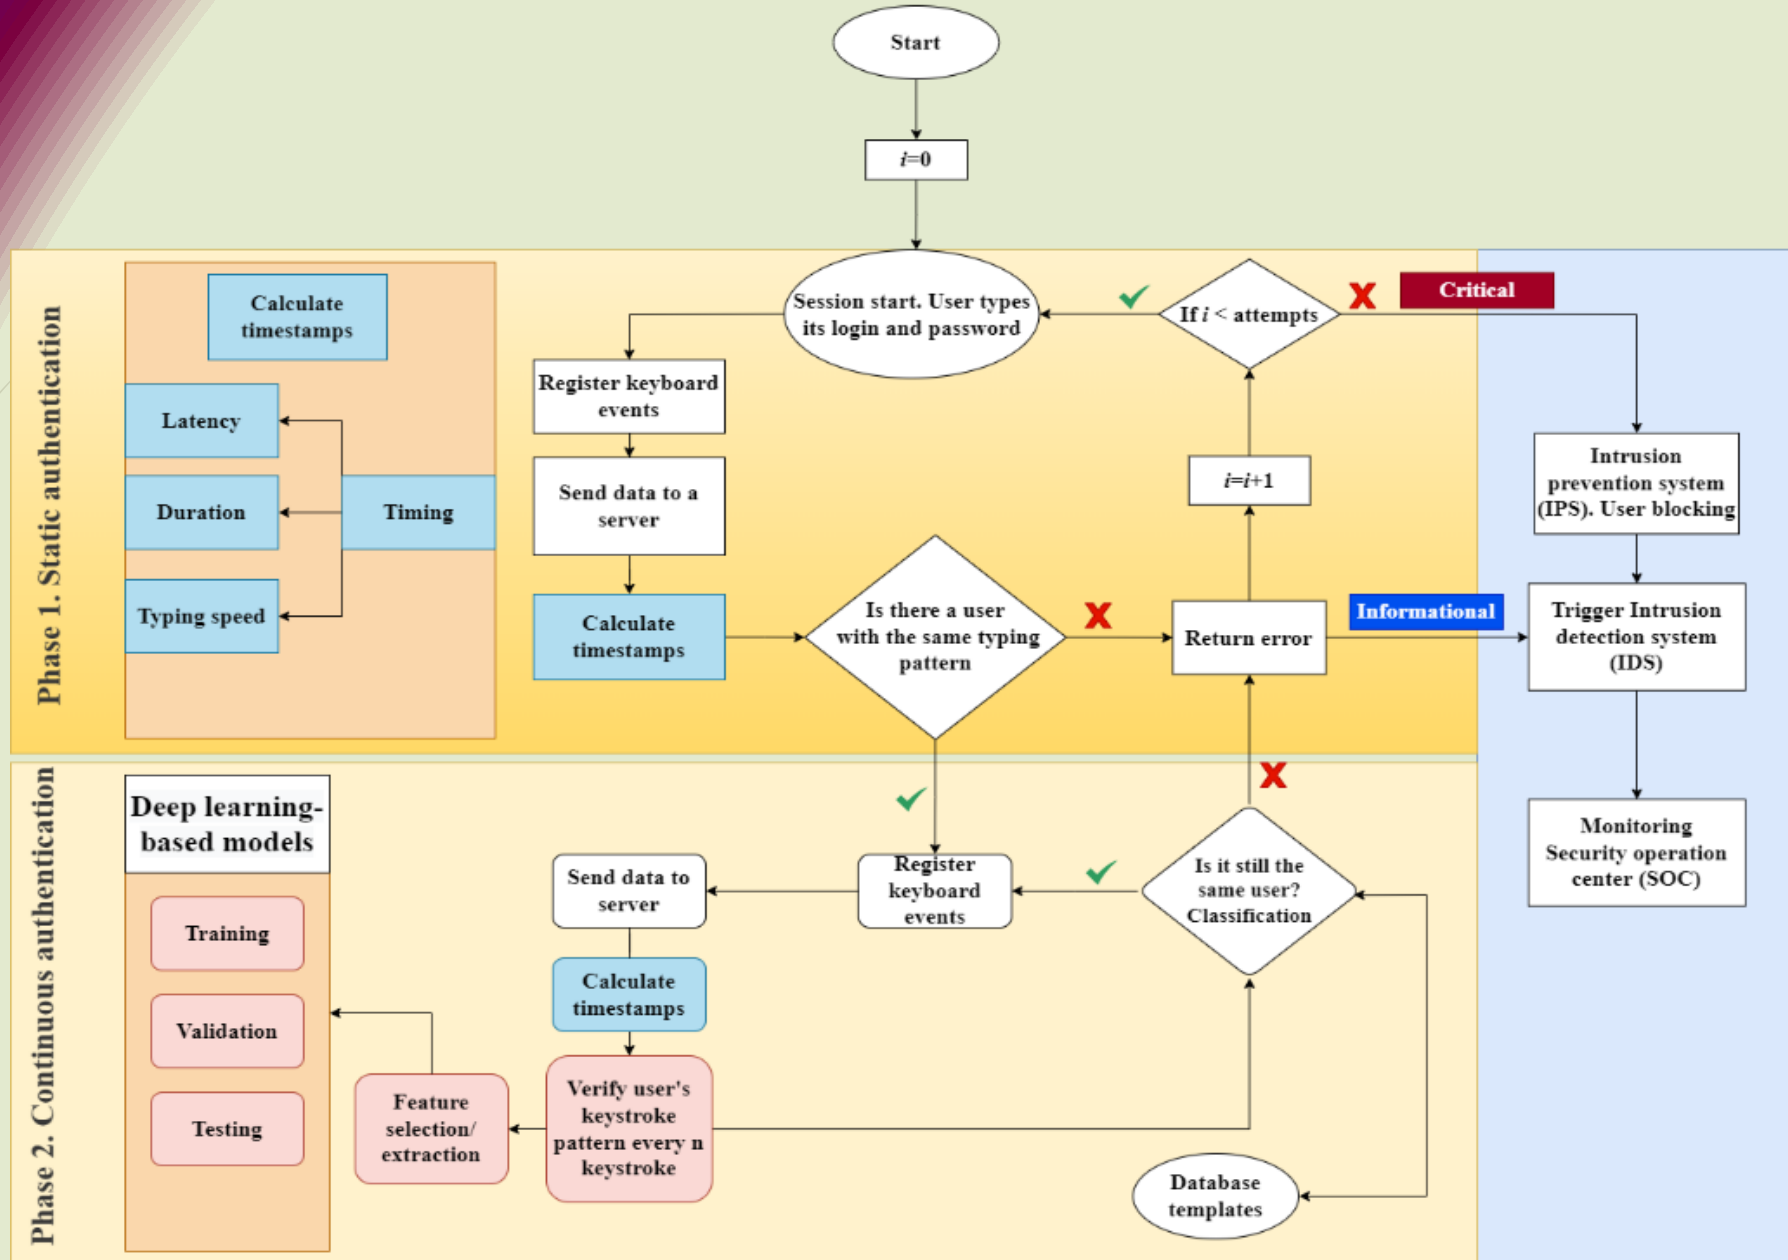 Start
i=0
Phase 1. Static authentication
Calculate
timestamps
Latency
Duration
Timing
Typing speed
Session start. User types
its login and password
If i < attempts
Critical
Register keyboard
events
Send data to a
server
Calculate
timestamps
Is there a user
with the same typing
pattern
i=i+1
Return error
Informational
Intrusion
prevention system
(IPS). User blocking
Trigger Intrusion
detection system
(IDS)
Monitoring
Security operation
center (SOC)
Phase 2. Continuous authentication
Deep learning-
based models
Training
Validation
Testing
Send data to
server
Register
keyboard
events
Is it still the
same user?
Classification
Calculate
timestamps
Feature
selection/
extraction
Verify user's
keystroke
pattern every n
keystroke
Database
templates